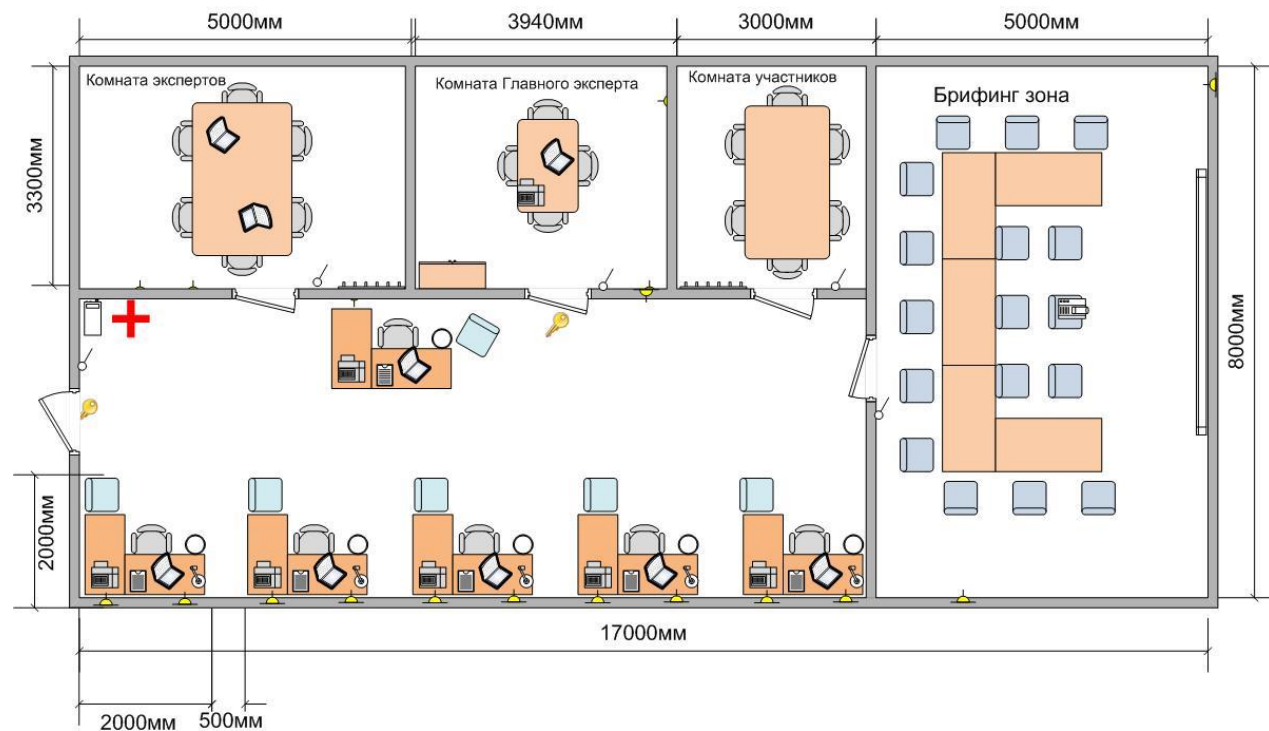 5000мм
3940мм
3000мм
5000мм
Комната экспертов
Комната Главного эксперта
Комната участников
Брифинг зона
3300мм
8000мм
2000мм
17000мм
2000мм
500мм